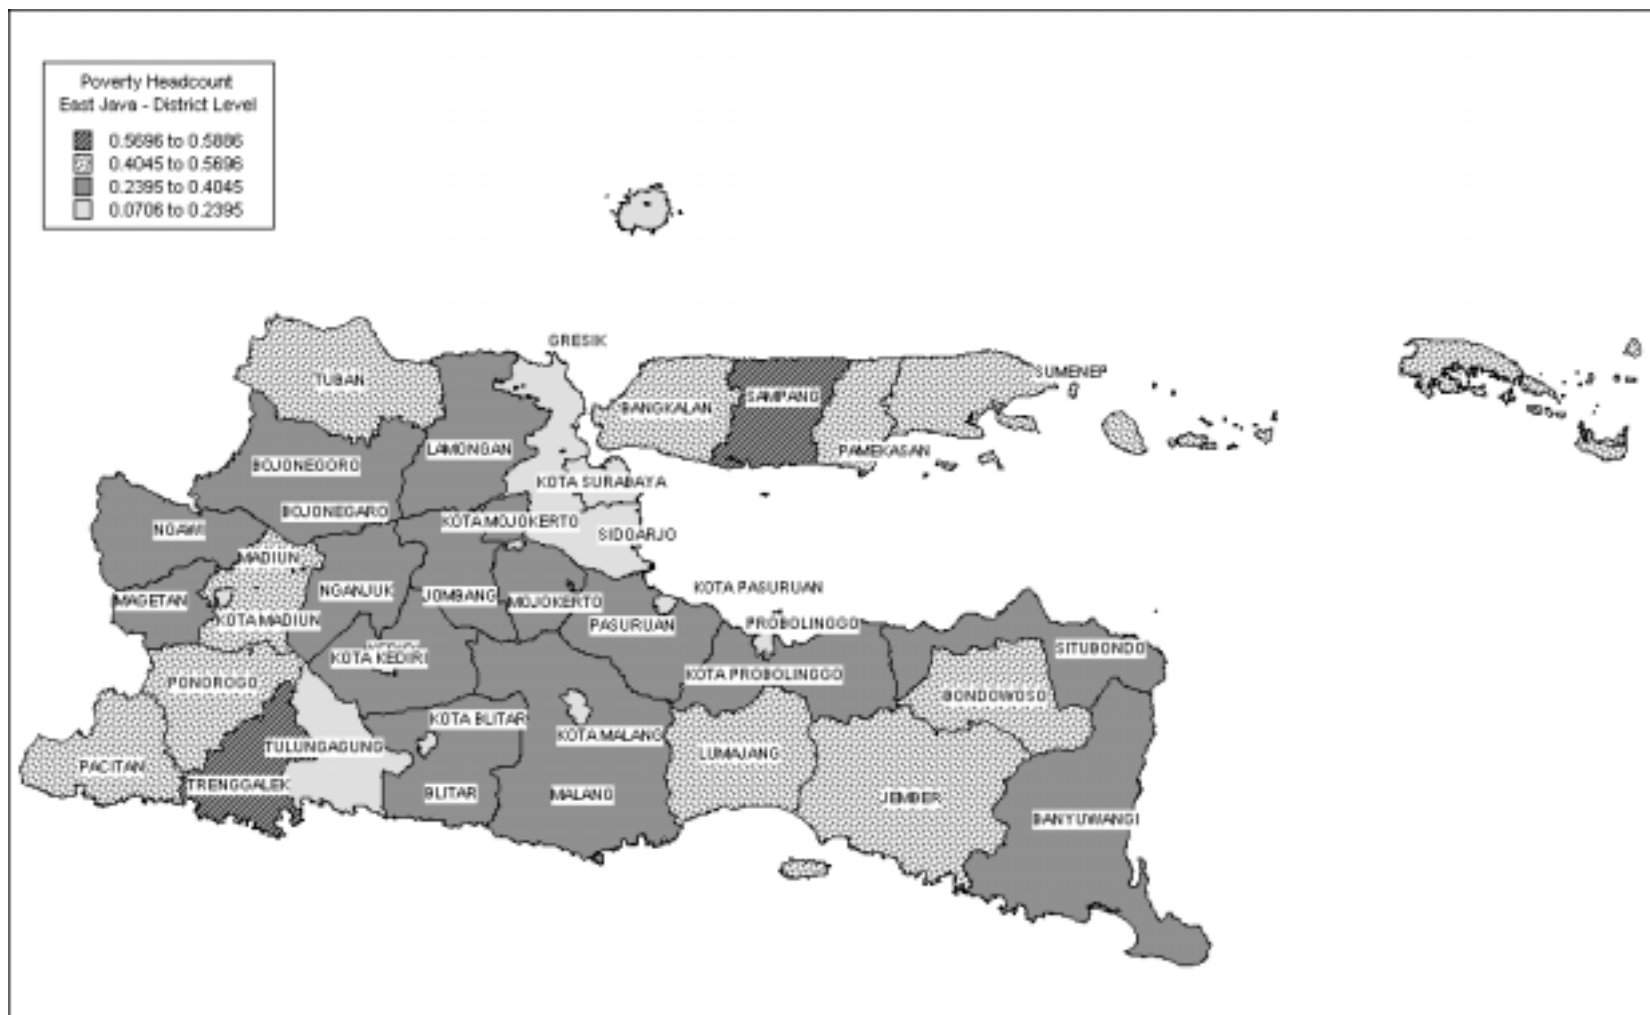 Poverty Headcount
East Java - District Level
0.5696 to 0.5886
0.4045 to 0.5696
0.2395 to 0.4045
0.0706 to 0.2395
GRESIK
TUBAN
SUMENEP
SAMPANG
BANGKALAN
LAMONGAN
PAMEKASAN
BOJONEGORO
KOTA SURABAYA
BOJONEGARO
KOTA MOJOKERTO
NGAWI
SIDOARJO
MADIUN
KOTA PASURUAN
NGANJUK
JOMBANG
MAGETAN
MOJOKERTO
KOTA MADIUN
PASURUAN
PROBOLINGGO
SITUBONDO
KOTA KEDIRI
KOTA PROBOLINGGO
PONOROGO
BONDOWOSO
KOTA BLITAR
KOTA MALANG
TULUNGAGUNG
LUMAJANG
PACITAN
TRENGGALEK
BLITAR
MALANG
JEMBER
BANYUWANGI